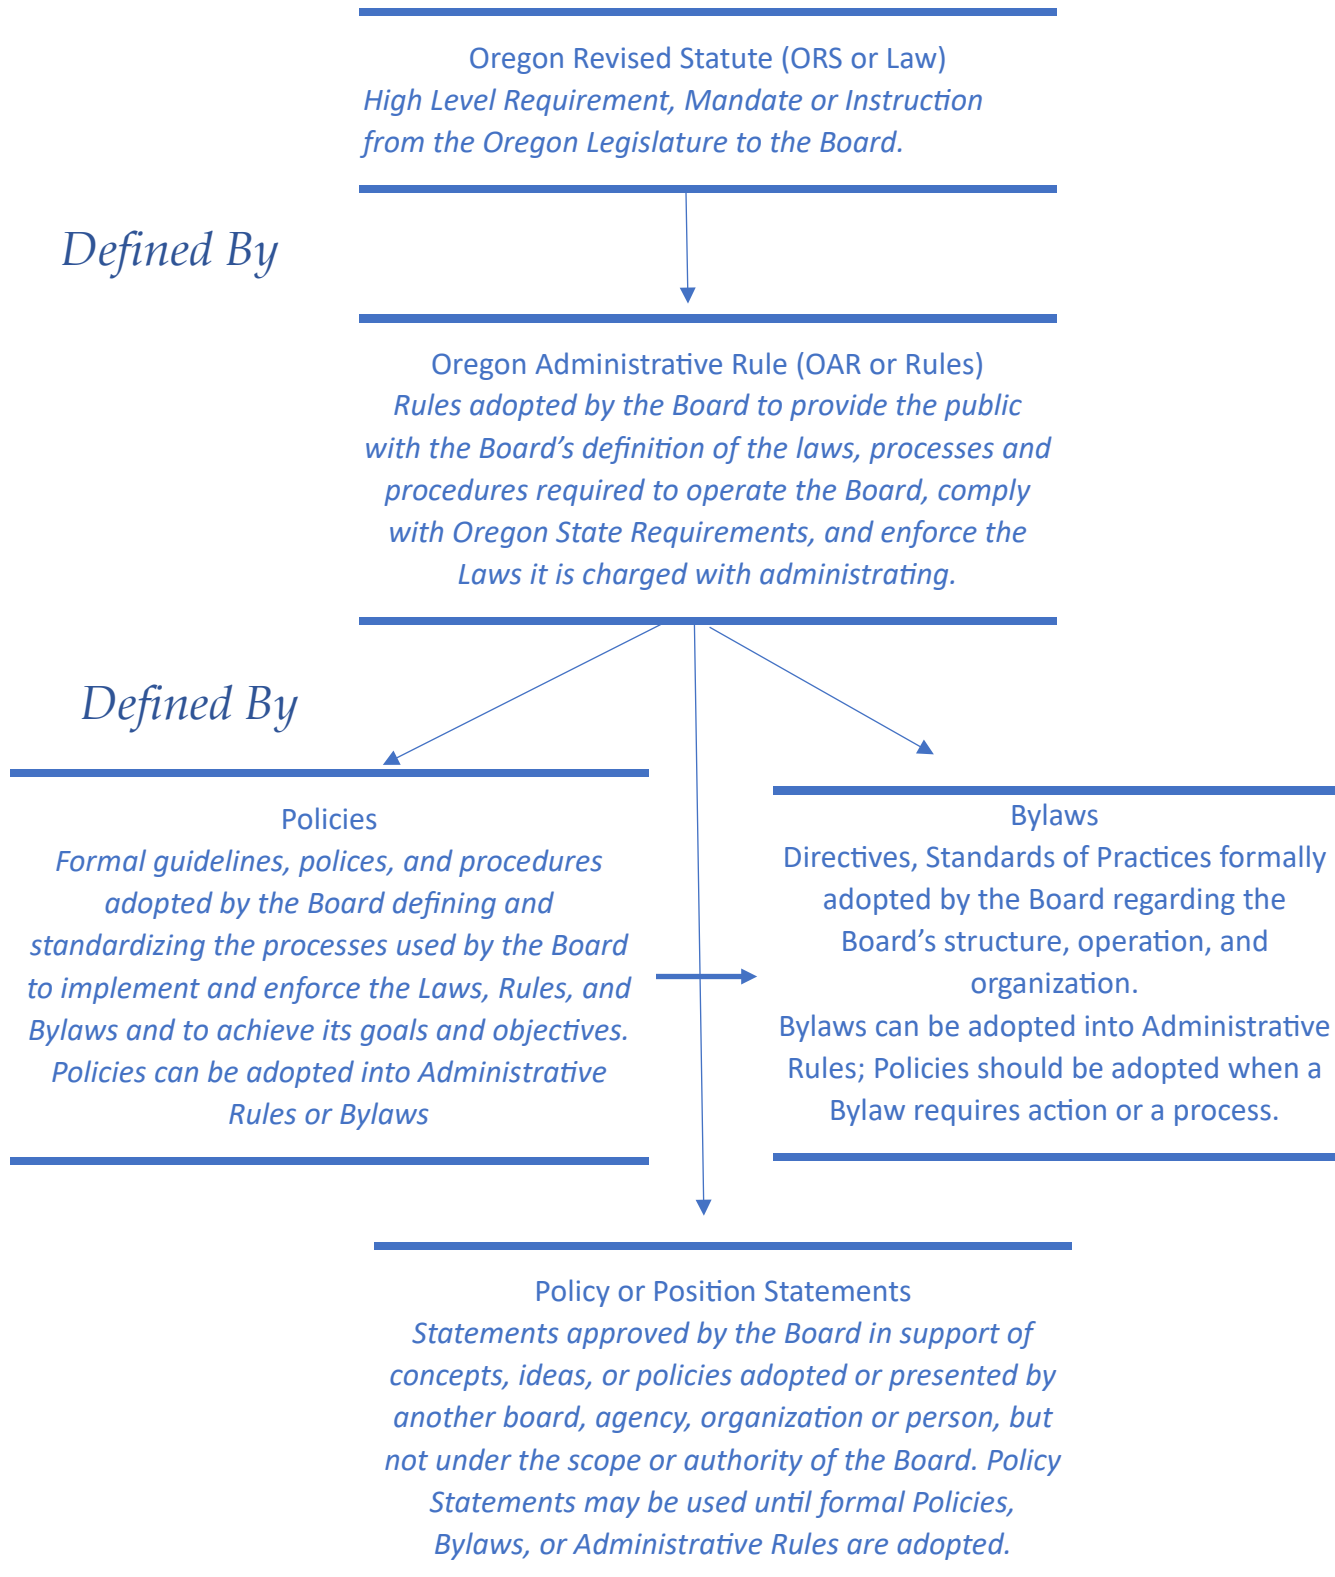 Oregon Revised Statute (ORS or Law)
High Level Requirement, Mandate or Instruction
from the Oregon Legislature to the Board.
Defined By
Oregon Administrative Rule (OAR or Rules)
Rules adopted by the Board to provide the public
with the Board’s definition of the laws, processes and
procedures required to operate the Board, comply
with Oregon State Requirements, and enforce the
Laws it is charged with administrating.
Defined By
Policies
Formal guidelines, polices, and procedures
adopted by the Board defining and
standardizing the processes used by the Board
to implement and enforce the Laws, Rules, and
Bylaws and to achieve its goals and objectives.
Policies can be adopted into Administrative
Rules or Bylaws
Bylaws
Directives, Standards of Practices formally
adopted by the Board regarding the
Board’s structure, operation, and
organization.
Bylaws can be adopted into Administrative
Rules; Policies should be adopted when a
Bylaw requires action or a process.
Policy or Position Statements
Statements approved by the Board in support of
concepts, ideas, or policies adopted or presented by
another board, agency, organization or person, but
not under the scope or authority of the Board. Policy
Statements may be used until formal Policies,
Bylaws, or Administrative Rules are adopted.